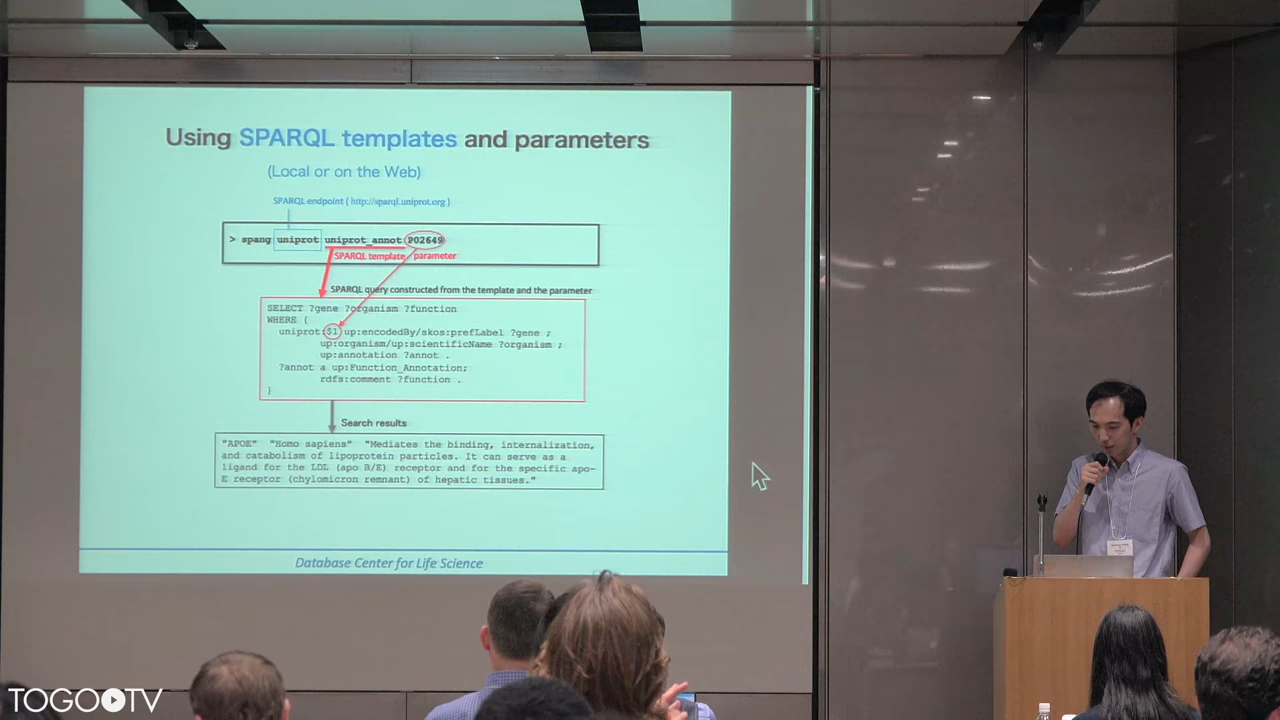 Using SPARQL templates and parameters
(Local or on the Web)
SPARQL endpoint ( http://sparql.uniprot.org )
> spang uniprot uniprot_annot P02649
SPARQL template parameter
SPARQL query constructed from the template and the parameter
SELECT ?gene ?organism ?function
WHERE {
uniprot:$1 up:encodedBy/skos:prefLabel ?gene ;
up:organism/up:scientificName ?organism ;
up:annotation ?annot .
?annot a up:Function_Annotation;
rdfs:comment ?function .
}
Search results
"APOE" "Homo sapiens" "Mediates the binding, internalization,
and catabolism of lipoprotein particles. It can serve as a
ligand for the LDL (apo B/E) receptor and for the specific apo-
E receptor (chylomicron remnant) of hepatic tissues."
Database Center for Life Science
TOGO TV